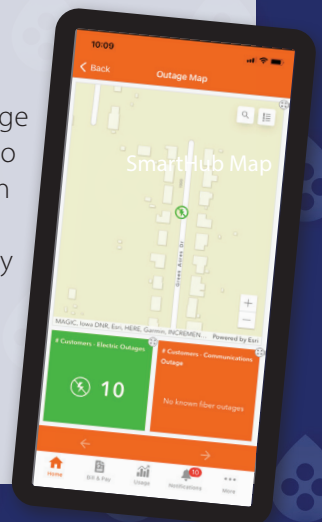 ge
o
n
y
10:09
Back
Outage Map
SmartHub Map
Green Acres Dr
MAGIC, Iowa DNR, Esri, HERE, Garmin, INCREMEN... Powered by Esri
# Customers - Electric Outages
10
# Customers - Communications
Outage
No known fiber outages
Home
Bill & Pay
Usage
10
Notifications
More